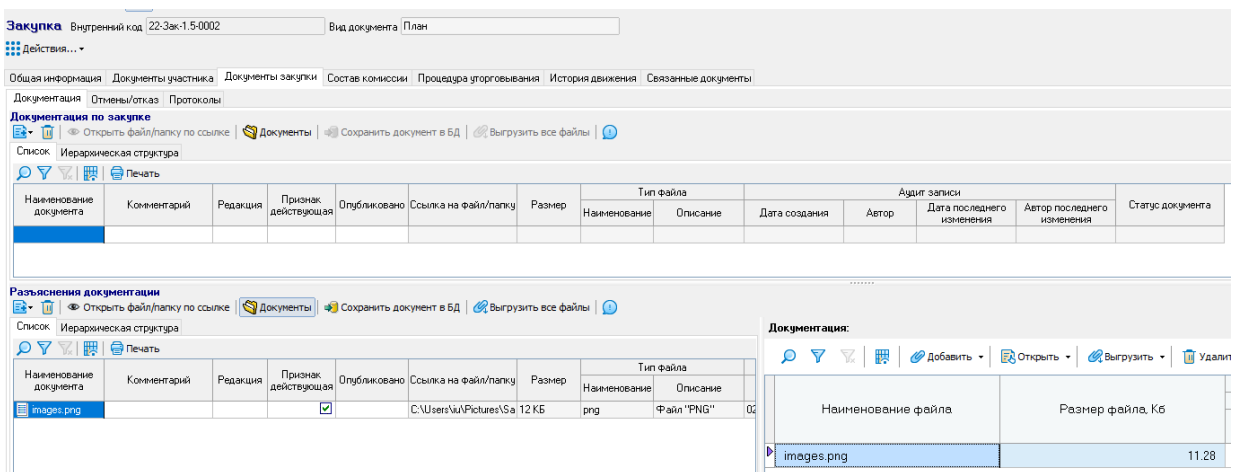 Закупка Внутренний код 22-Зак-1.5-0002 Вид документа План
Действия...
Общая информация Документы участника Документы закупки Состав комиссии Процедура уторговывания История движения Связанные документы
Документация Отмены/отказ Протоколы
Документация по закупке
Открыть файл/папку по ссылке Документы Сохранить документ в БД Выгрузить все файлы
Список Иерархическая структура
Печать
Наименование документа Комментарий Редакция Признак действующая Опубликовано Ссылка на файл/папку Размер Тип файла Наименование Описание Аудит записи Дата создания Автор Дата последнего изменения Автор последнего изменения Статус документа
Разъяснения документации
Открыть файл/папку по ссылке Документы Сохранить документ в БД Выгрузить все файлы
Список Иерархическая структура
Печать
Наименование документа Комментарий Редакция Признак действующая Опубликовано Ссылка на файл/папку Размер Тип файла Наименование Описание
images.png C:\Users\iu\Pictures\Sa 12 КБ png Файл "PNG" 02
Документация:
Добавить Открыть Выгрузить Удалит
Наименование файла Размер файла, Кб
images.png 11.28